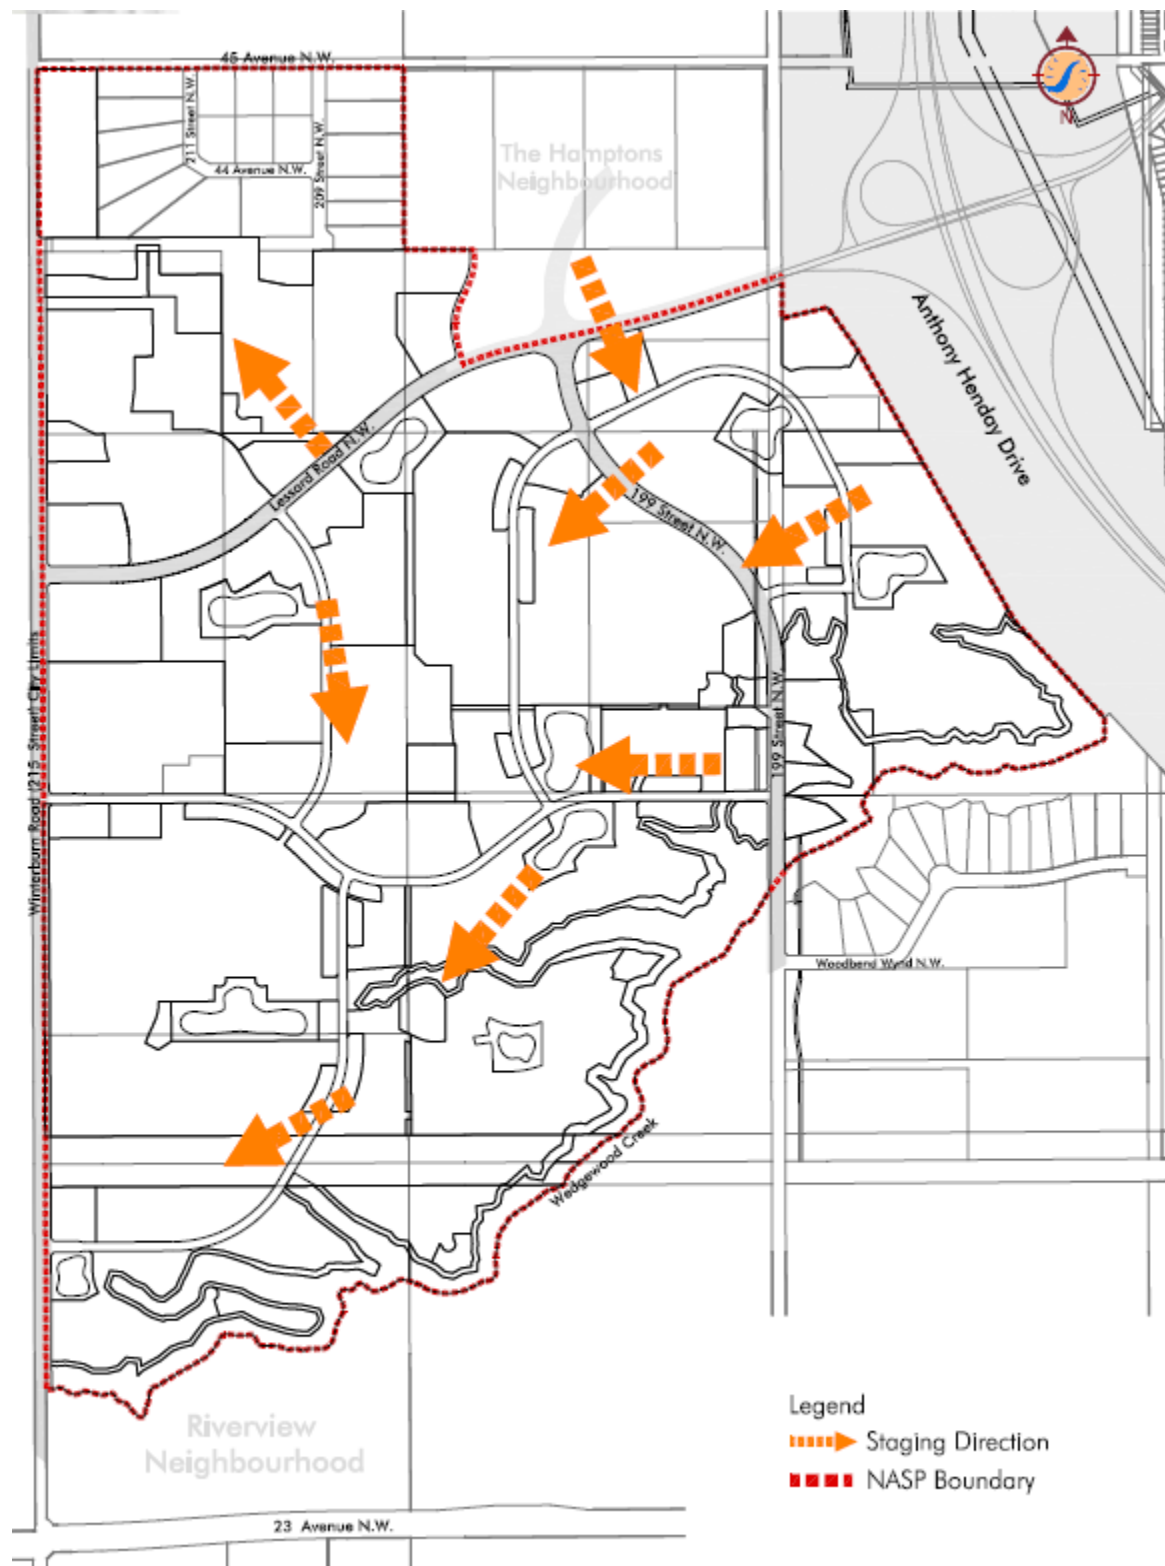 45 Avenue N.W.
211 Street N.W.
209 Street N.W.
44 Avenue N.W.
The Hamptons
Neighbourhood
N
Anthony Henday Drive
Lessard Road N.W.
199 Street N.W.
Winterburn Road (215 Street) City Limits
199 Street N.W.
Woodbend Wynd N.W.
Wedgewood Creek
Riverview
Neighbourhood
Legend
Staging Direction
NASP Boundary
23 Avenue N.W.